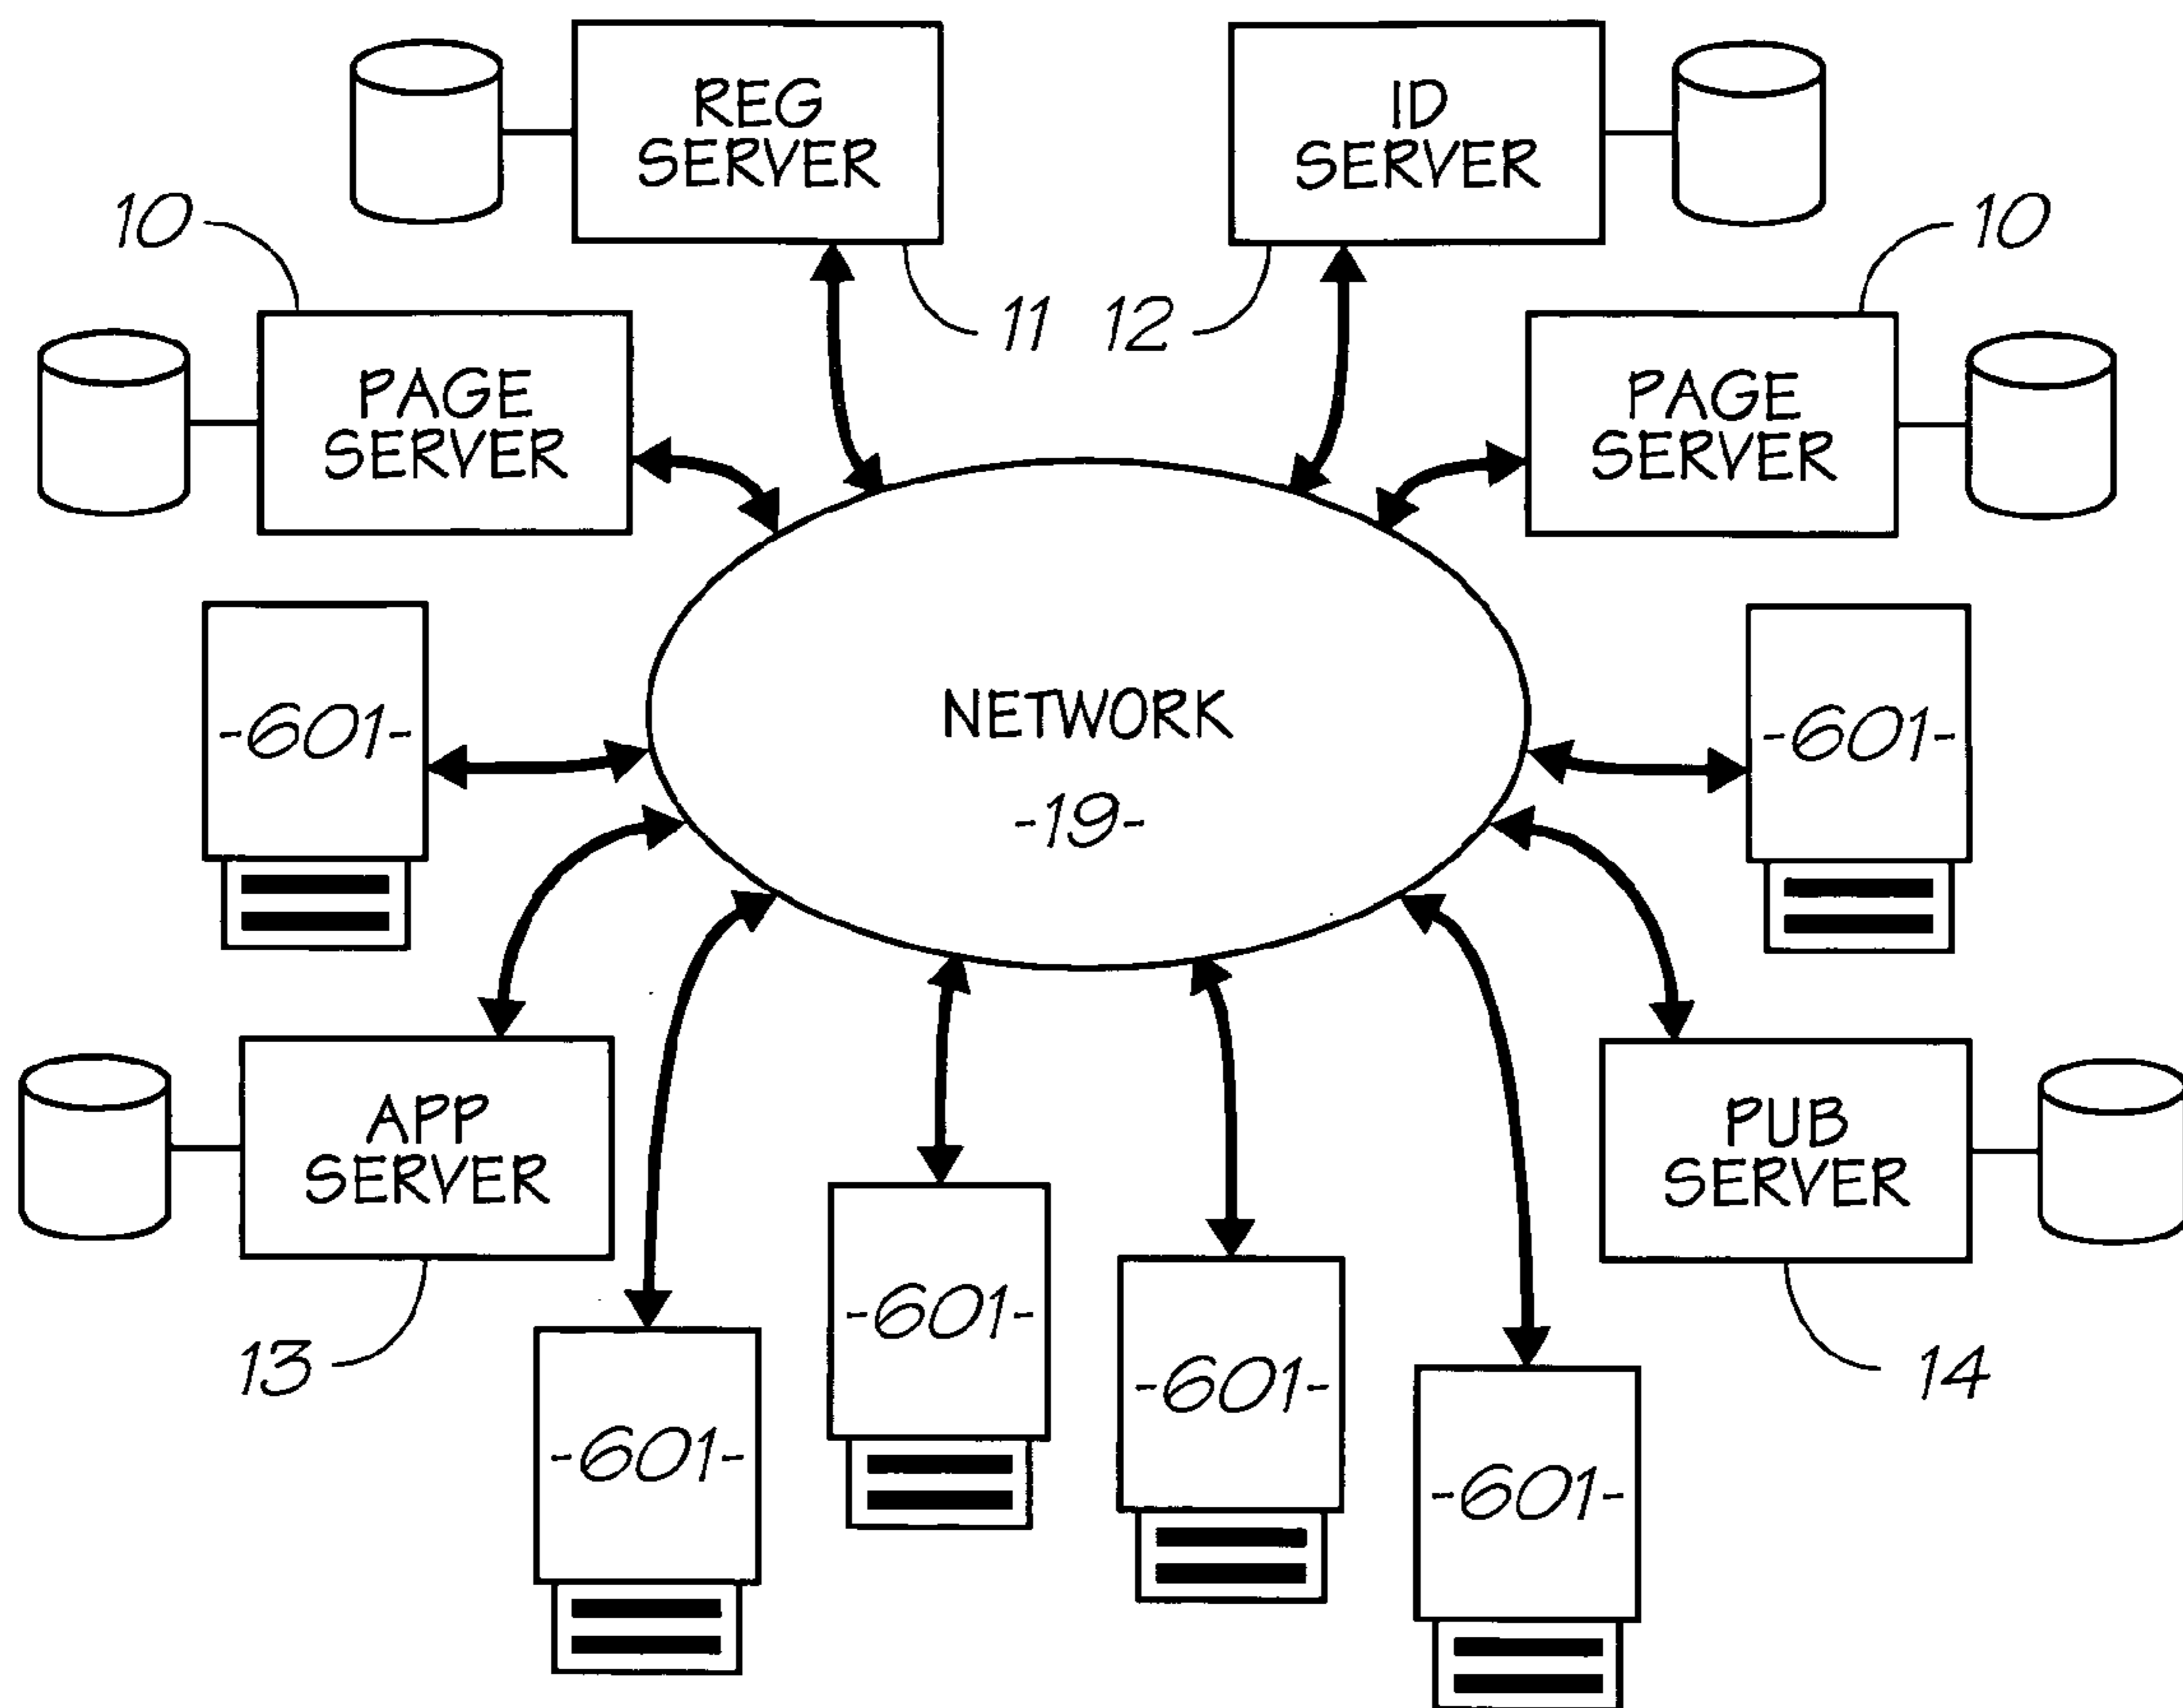 REG
SERVER
ID
SERVER
10
10
11
12
PAGE
SERVER
PAGE
SERVER
-601-
NETWORK
-19-
-601-
APP
SERVER
PUB
SERVER
13
-601-
-601-
-601-
-601-
14